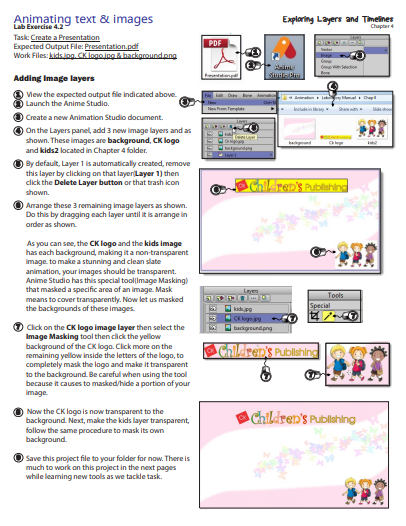 Animating text & images
Exploring Layers and Timelines
Lab Exercise 4.2
Chapter 4
Task: Create a Presentation
Expected Output File: Presentation.pdf
Work Files: kids.jpg, CK logo.jpg & background.png
Adding Image layers
1 View the expected output file indicated above.
2 Launch the Anime Studio.
3 Create a new Animation Studio document.
4 On the Layers panel, add 3 new image layers and as
shown. These images are background, CK logo
and kids2 located in Chapter 4 folder.
5 By default, Layer 1 is automatically created, remove
this layer by clicking on that layer(Layer 1) then
click the Delete Layer button or that trash icon
shown.
6 Arrange these 3 remaining image layers as shown.
Do this by dragging each layer until it is arrange in
order as shown.
As you can see, the CK logo and the kids image
has each background, making it a non-transparent
image. to make a stunning and clean slate
animation, your images should be transparent.
Anime Studio has this special tool(Image Masking)
that masked a specific area of an image. Mask
means to cover transparently. Now let us masked
the backgrounds of these images.
7 Click on the CK logo image layer then select the
Image Masking tool then click the yellow
background of the CK logo. Click more on the
remaining yellow inside the letters of the logo, to
completely mask the logo and make it transparent
to the background. Be careful when using the tool
because it causes to masked/hide a portion of your
image.
8 Now the CK logo is now transparent to the
background. Next, make the kids layer transparent,
follow the same procedure to mask its own
background.
9 Save this project file to your folder for now. There is
much to work on this project in the next pages
while learning new tools as we tackle task.
PDF
Presentation.pdf
Anime
Studio Pro
Layers
Vector
Image
Group
Group With Selection
Bone
File Edit Draw Bone Animation
New
New From Template
Layers
Delete Layer
CK logo.jpg
background.png
Layer 1
Animation Laboratory Manual Chap 4
Include in library Share with Slide show
background
CK logo
kids2
CK Children's Publishing
Layers
kids.jpg
CK logo.jpg
background.png
Tools
Special
CK Children's Publishing
CK Children's Publishing